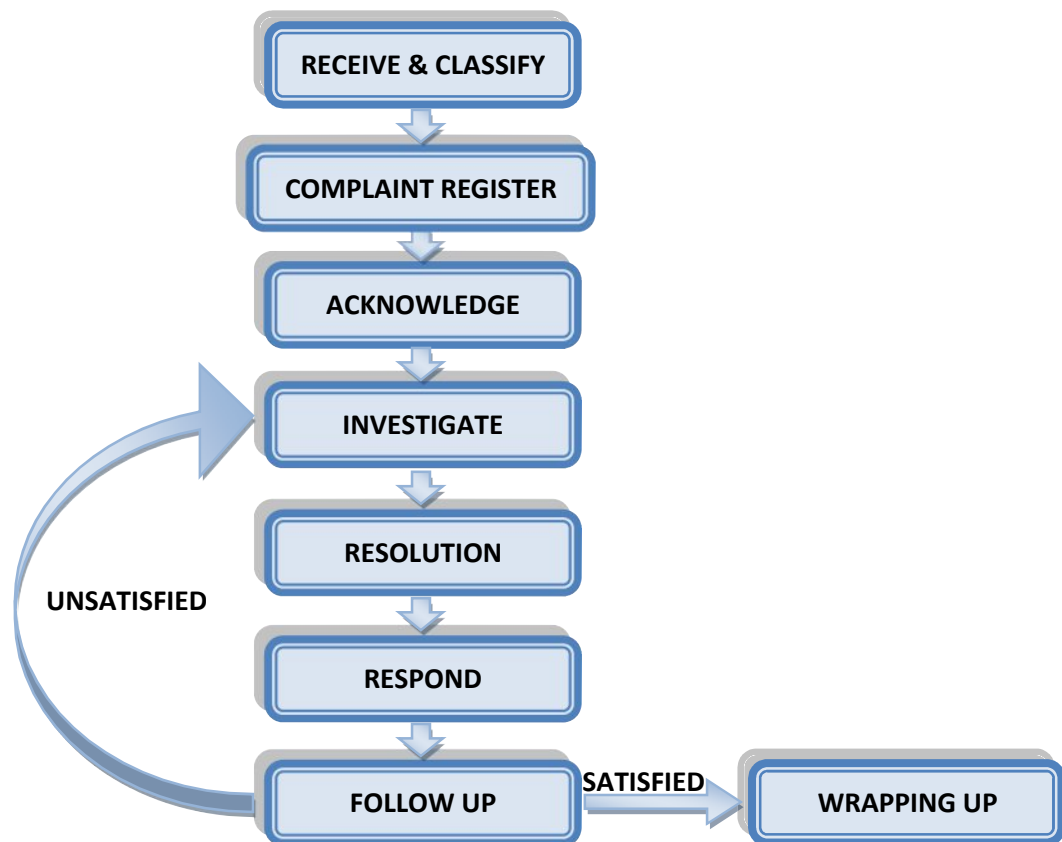 RECEIVE & CLASSIFY
COMPLAINT REGISTER
ACKNOWLEDGE
INVESTIGATE
RESOLUTION
UNSATISFIED
RESPOND
FOLLOW UP
SATISFIED
WRAPPING UP